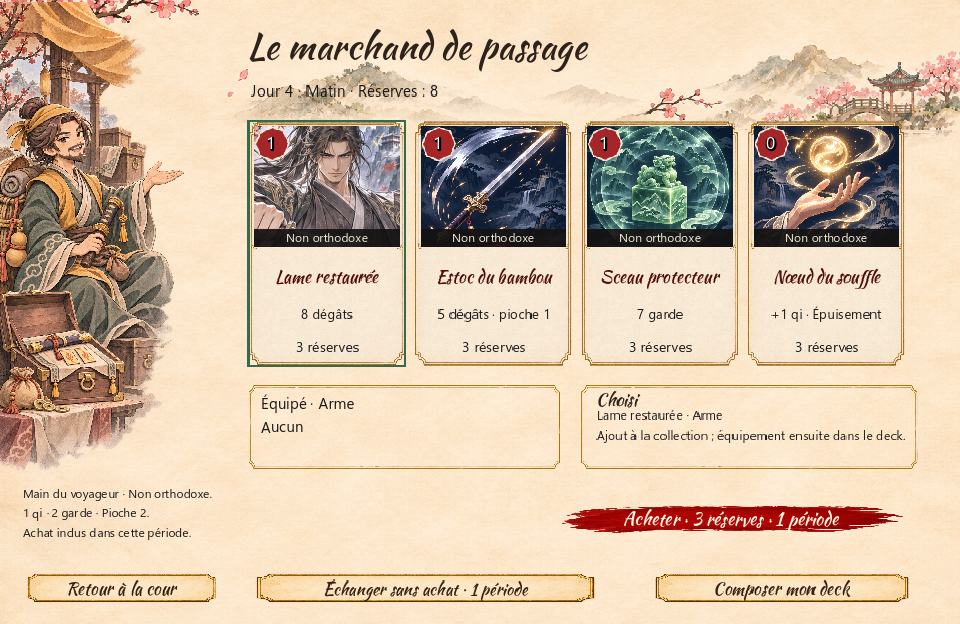 Le marchand de passage
Jour 4 : Matin · Réserves : 8
1
1
1
0
Non orthodoxe
Non orthodoxe
Non orthodoxe
Non orthodoxe
Lame restaurée
Estoc du bambou
Sceau protecteur
Nœud du souffle
8 dégâts
5 dégâts · pioche 1
7 garde
+1 qi · Épuisement
3 réserves
3 réserves
3 réserves
3 réserves
Équipé · Arme
Aucun
Choisi
Lame restaurée · Arme
Ajout à la collection ; équipement ensuite dans le deck.
Main du voyageur · Non orthodoxe.
1 qi · 2 garde · Pioche 2.
Achat indus dans cette période.
Acheter · 3 réserves · 1 période
Retour à la cour
Échanger sans achat · 1 période
Composer mon deck